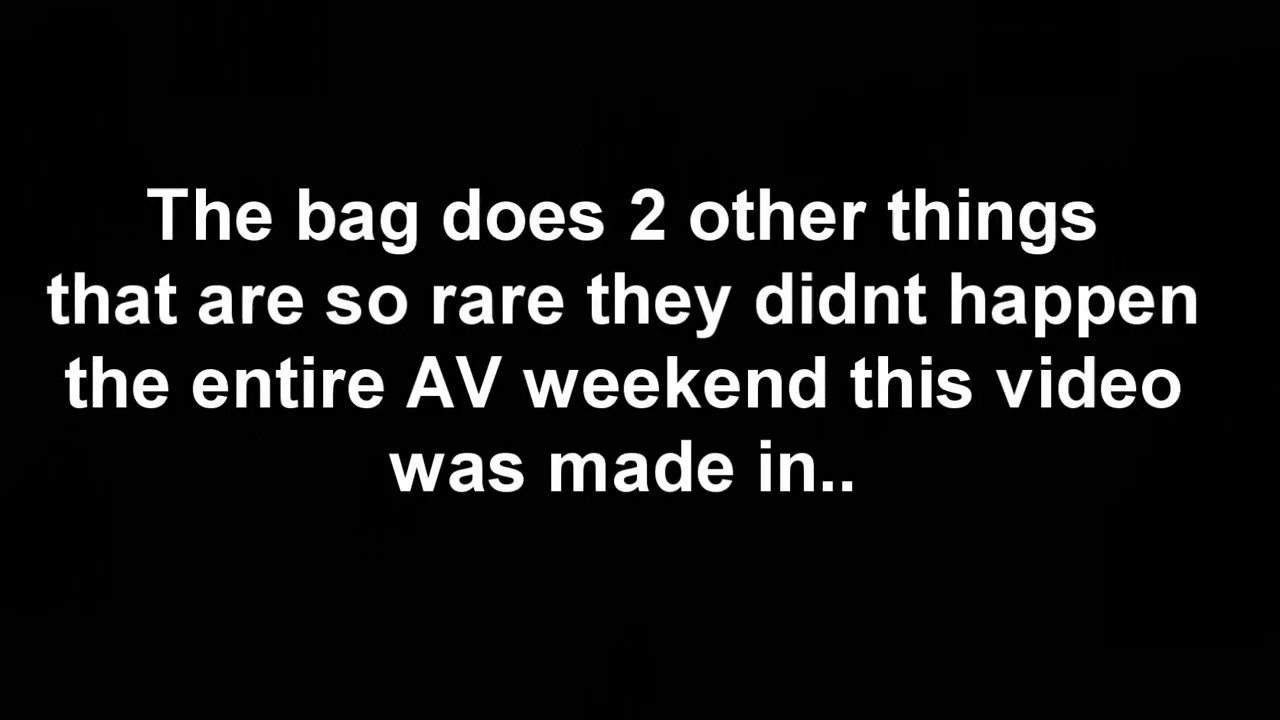 The bag does 2 other things
that are so rare they didnt happen
the entire AV weekend this video
was made in..